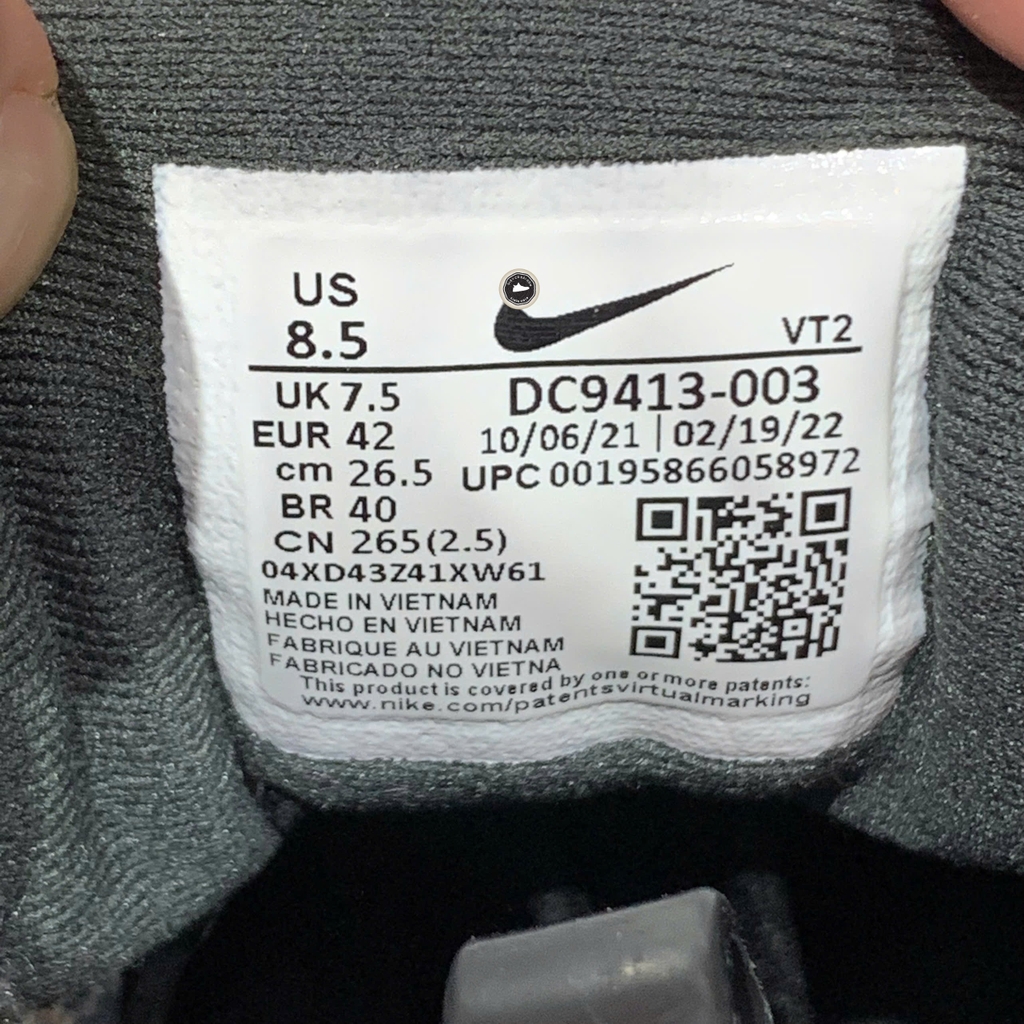 US
8.5
VT2
UK 7.5
DC9413-003
EUR 42
10/06/21 | 02/19/22
cm 26.5
UPC 00195866058972
BR 40
CN 265(2.5)
04XD43Z41XW61
MADE IN VIETNAM
HECHO EN VIETNAM
FABRIQUE AU VIETNAM
FABRICADO NO VIETNA
This product is covered by one or more patents:
www.nike.com/patentsvirtualmarking